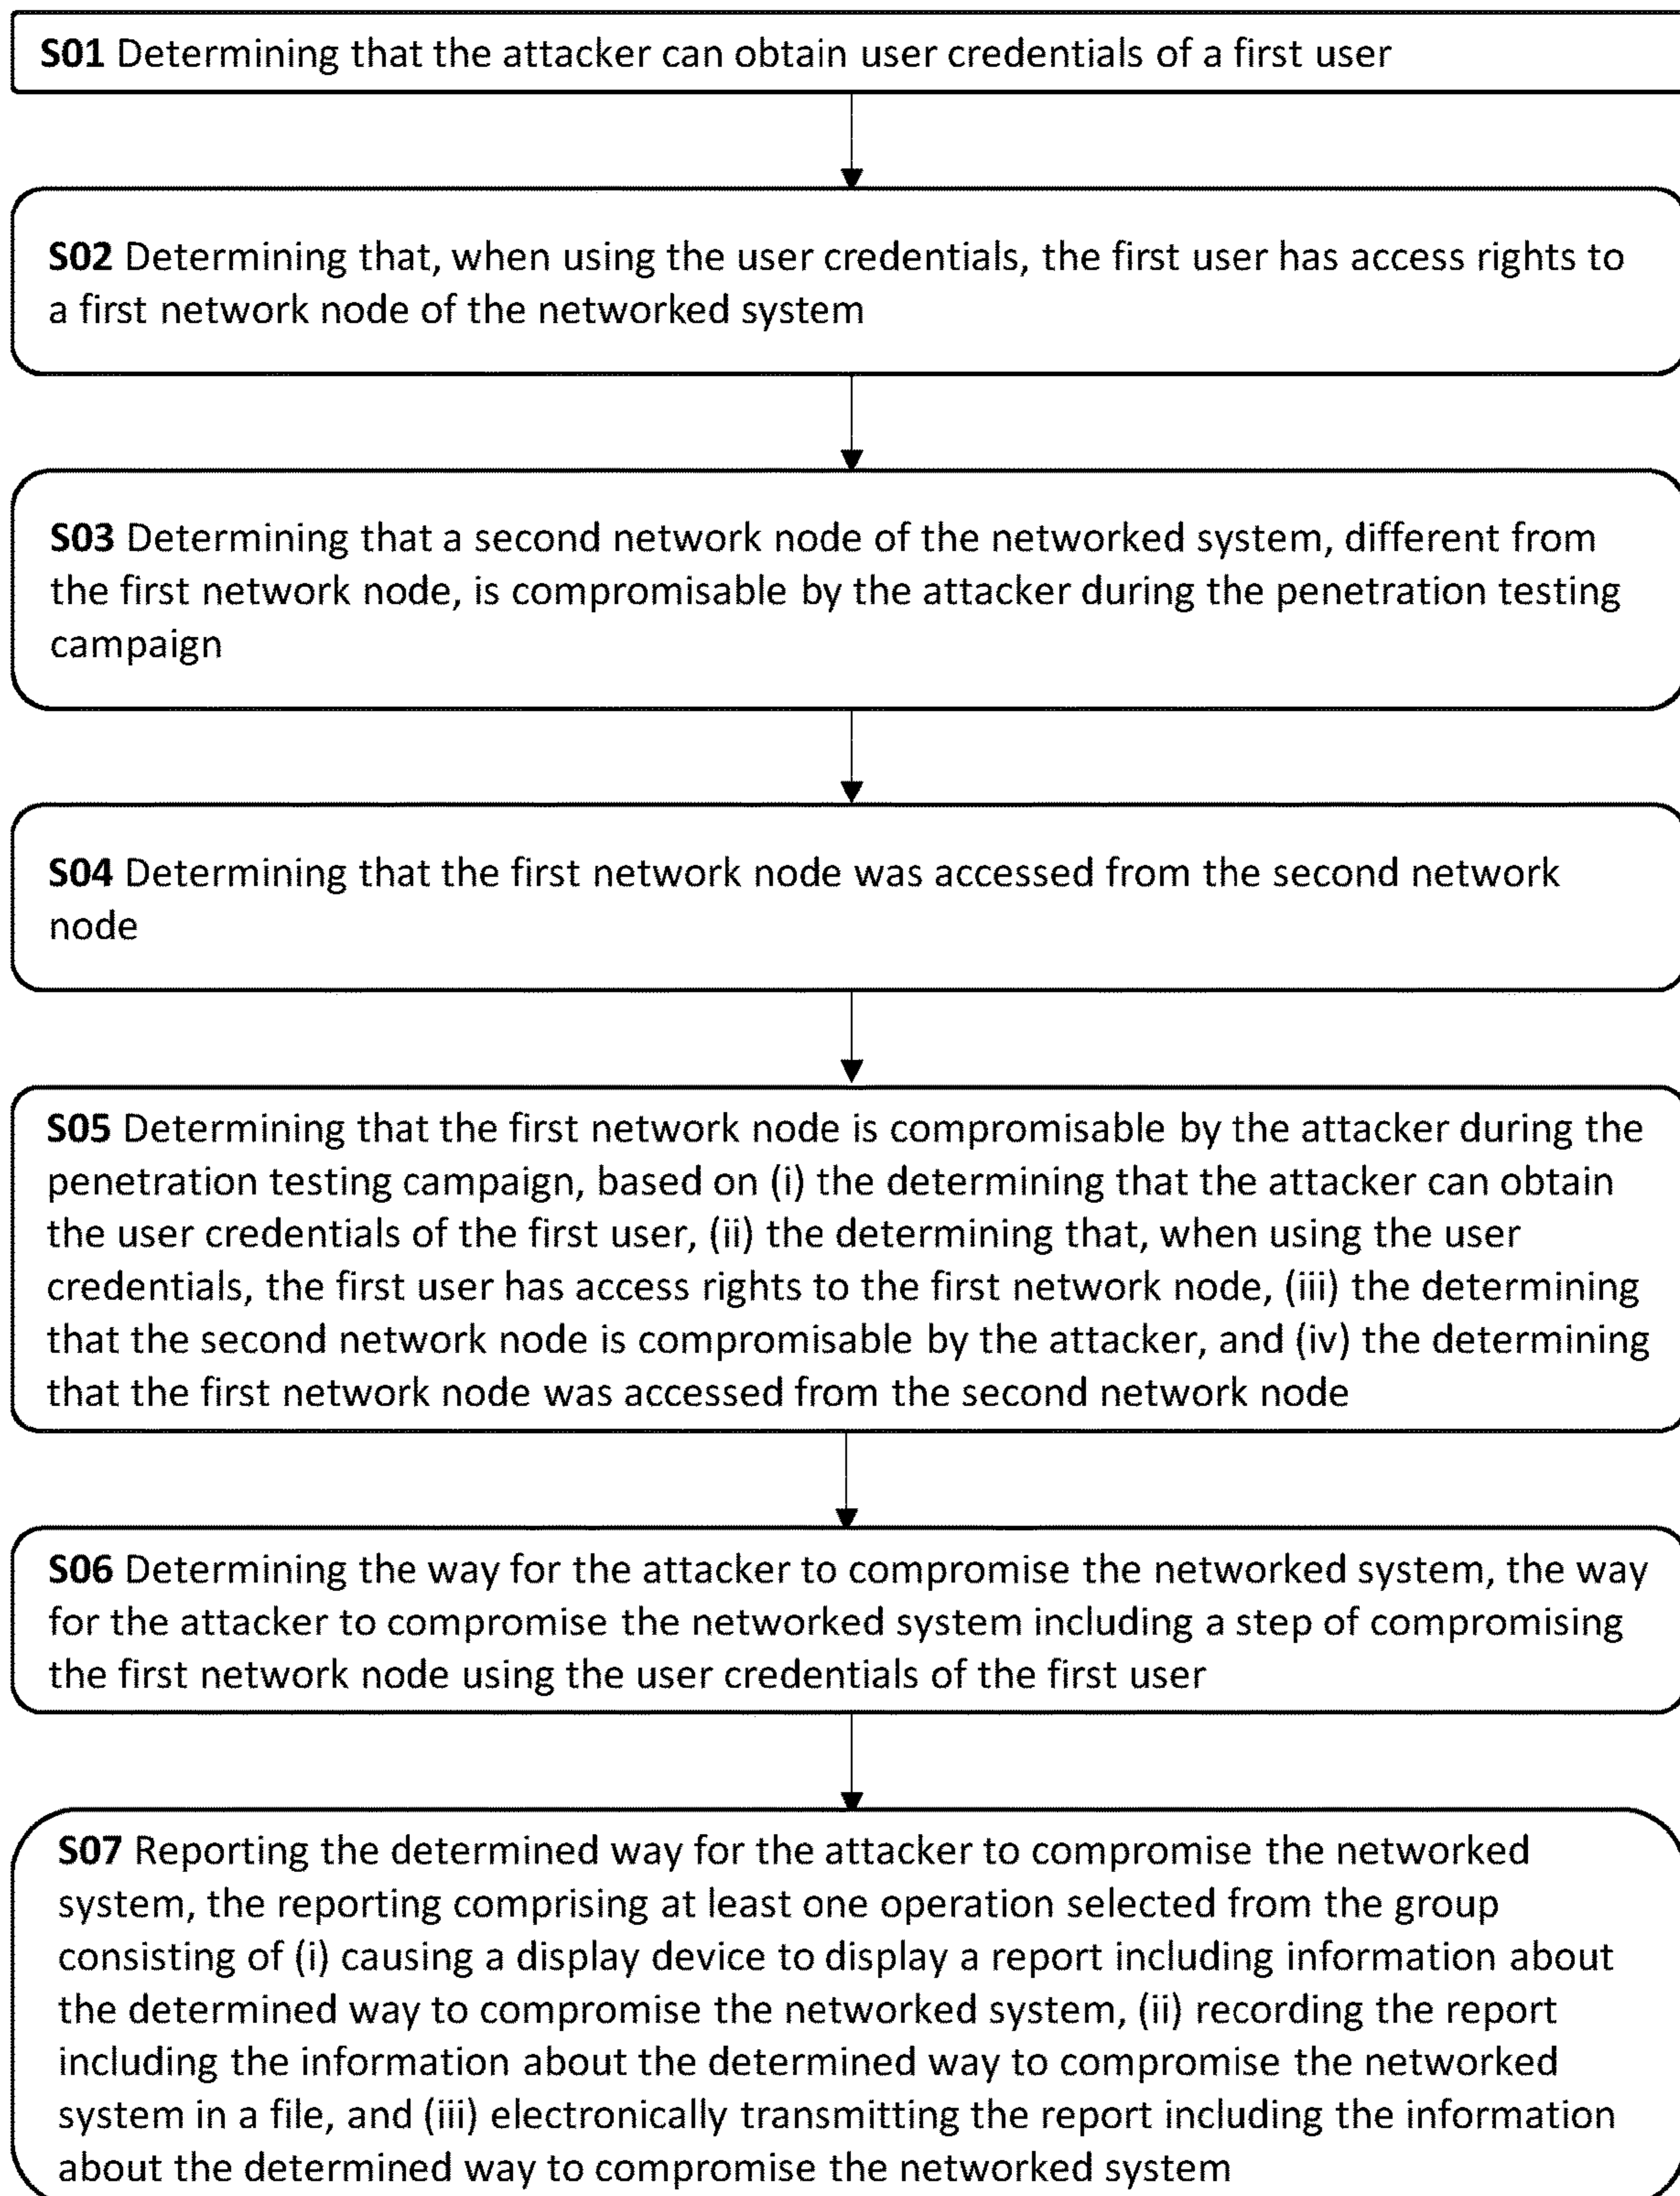 S01 Determining that the attacker can obtain user credentials of a first user
S02 Determining that, when using the user credentials, the first user has access rights to
a first network node of the networked system
S03 Determining that a second network node of the networked system, different from
the first network node, is compromisable by the attacker during the penetration testing
campaign
S04 Determining that the first network node was accessed from the second network
node
S05 Determining that the first network node is compromisable by the attacker during the
penetration testing campaign, based on (i) the determining that the attacker can obtain
the user credentials of the first user, (ii) the determining that, when using the user
credentials, the first user has access rights to the first network node, (iii) the determining
that the second network node is compromisable by the attacker, and (iv) the determining
that the first network node was accessed from the second network node
S06 Determining the way for the attacker to compromise the networked system, the way
for the attacker to compromise the networked system including a step of compromising
the first network node using the user credentials of the first user
S07 Reporting the determined way for the attacker to compromise the networked
system, the reporting comprising at least one operation selected from the group
consisting of (i) causing a display device to display a report including information about
the determined way to compromise the networked system, (ii) recording the report
including the information about the determined way to compromise the networked
system in a file, and (iii) electronically transmitting the report including the information
about the determined way to compromise the networked system